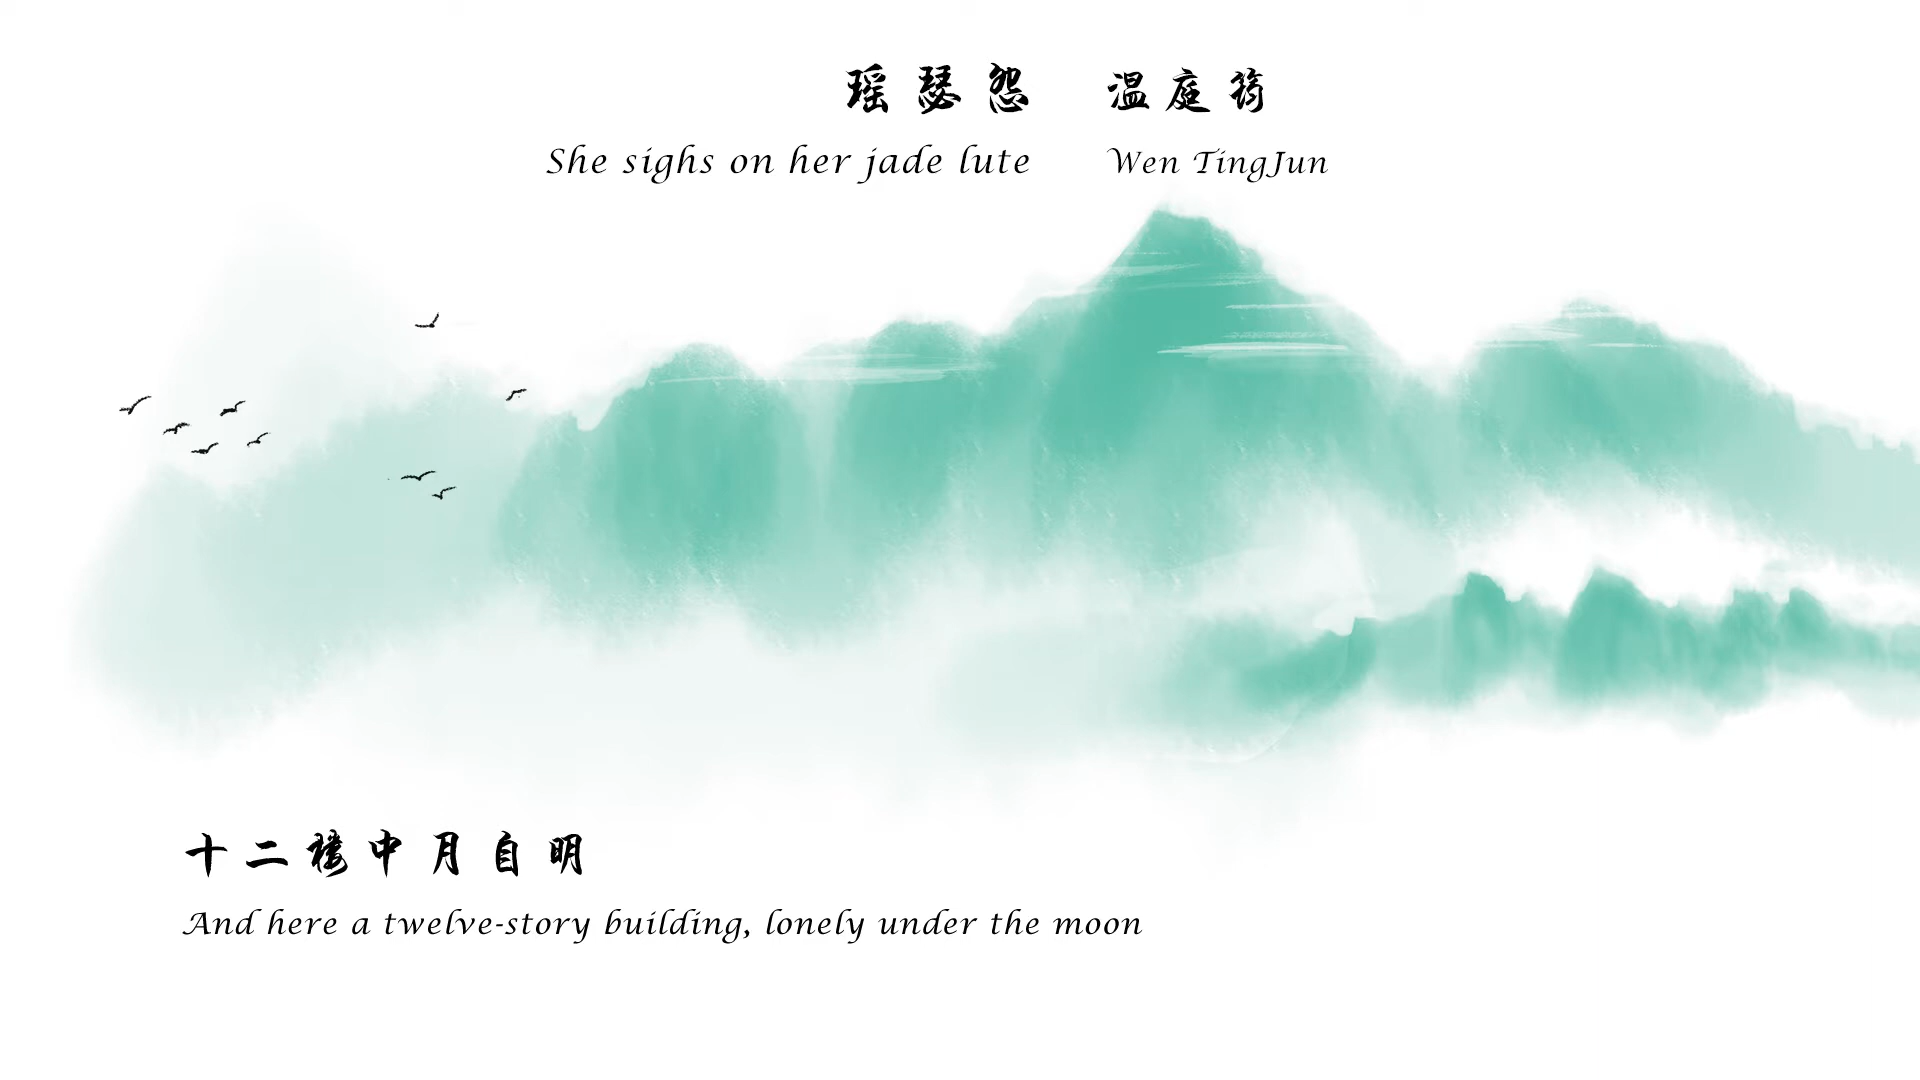 瑶瑟怨 温庭筠
She sighs on her jade lute Wen TingJun
十二楼中月自明
And here a twelve-story building, lonely under the moon